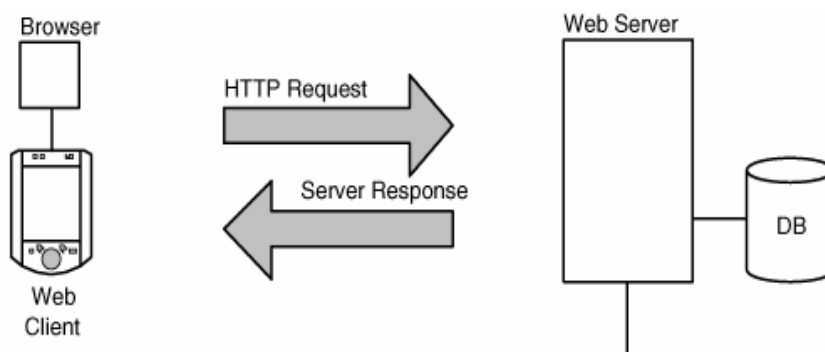 Browser
Web Server
HTTP Request
Server Response
DB
Web
Client